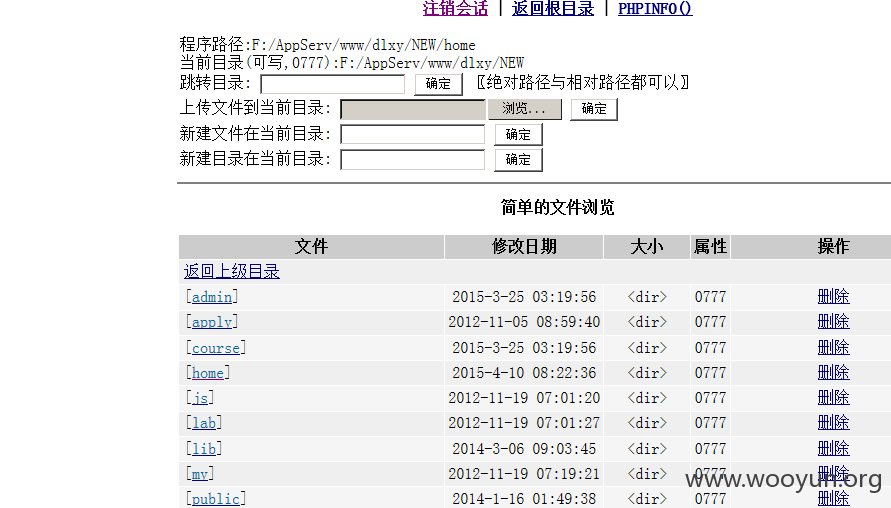 注销会话 | 返回根目录 | PHPINFO()
程序路径:F:/AppServ/www/dlxy/NEW/home
当前目录(可写,0777):F:/AppServ/www/dlxy/NEW
跳转目录: 确定 〖绝对路径与相对路径都可以〗
上传文件到当前目录: 浏览... 确定
新建文件在当前目录: 确定
新建目录在当前目录: 确定
简单的文件浏览
文件 修改日期 大小 属性 操作
返回上级目录
[admin] 2015-3-25 03:19:56 <dir> 0777 删除
[apply] 2012-11-05 08:59:40 <dir> 0777 删除
[course] 2015-3-25 03:19:56 <dir> 0777 删除
[home] 2015-4-10 08:22:36 <dir> 0777 删除
[js] 2012-11-19 07:01:20 <dir> 0777 删除
[lab] 2012-11-19 07:01:27 <dir> 0777 删除
[lib] 2014-3-06 09:03:45 <dir> 0777 删除
[mv] 2012-11-19 07:19:21 <dir> 0777 删除
www.wooyun.org
[public] 2014-1-16 01:49:38 <dir> 0777 删除